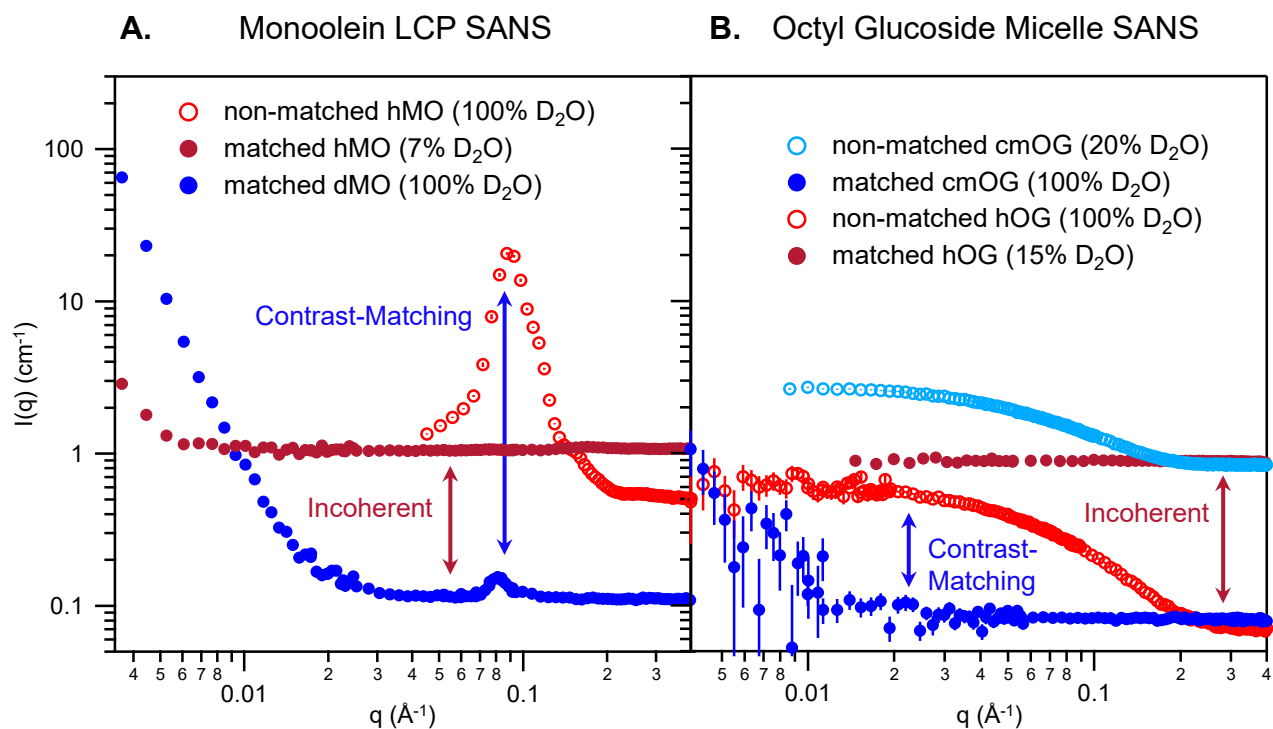 A. Monoolein LCP SANS
B. Octyl Glucoside Micelle SANS
I(q) (cm⁻¹)
100
10
1
0.1
non-matched hMO (100% D₂O)
matched hMO (7% D₂O)
matched dMO (100% D₂O)
Contrast-Matching
Incoherent
4 5 6 7 8 2 3 4 5 6 7 8 2 3
0.01 0.1
q (Å⁻¹)
non-matched cmOG (20% D₂O)
matched cmOG (100% D₂O)
non-matched hOG (100% D₂O)
matched hOG (15% D₂O)
Incoherent
Contrast-
Matching
5 6 7 8 2 3 4 5 6 7 8 2 3 4
0.01 0.1
q (Å⁻¹)